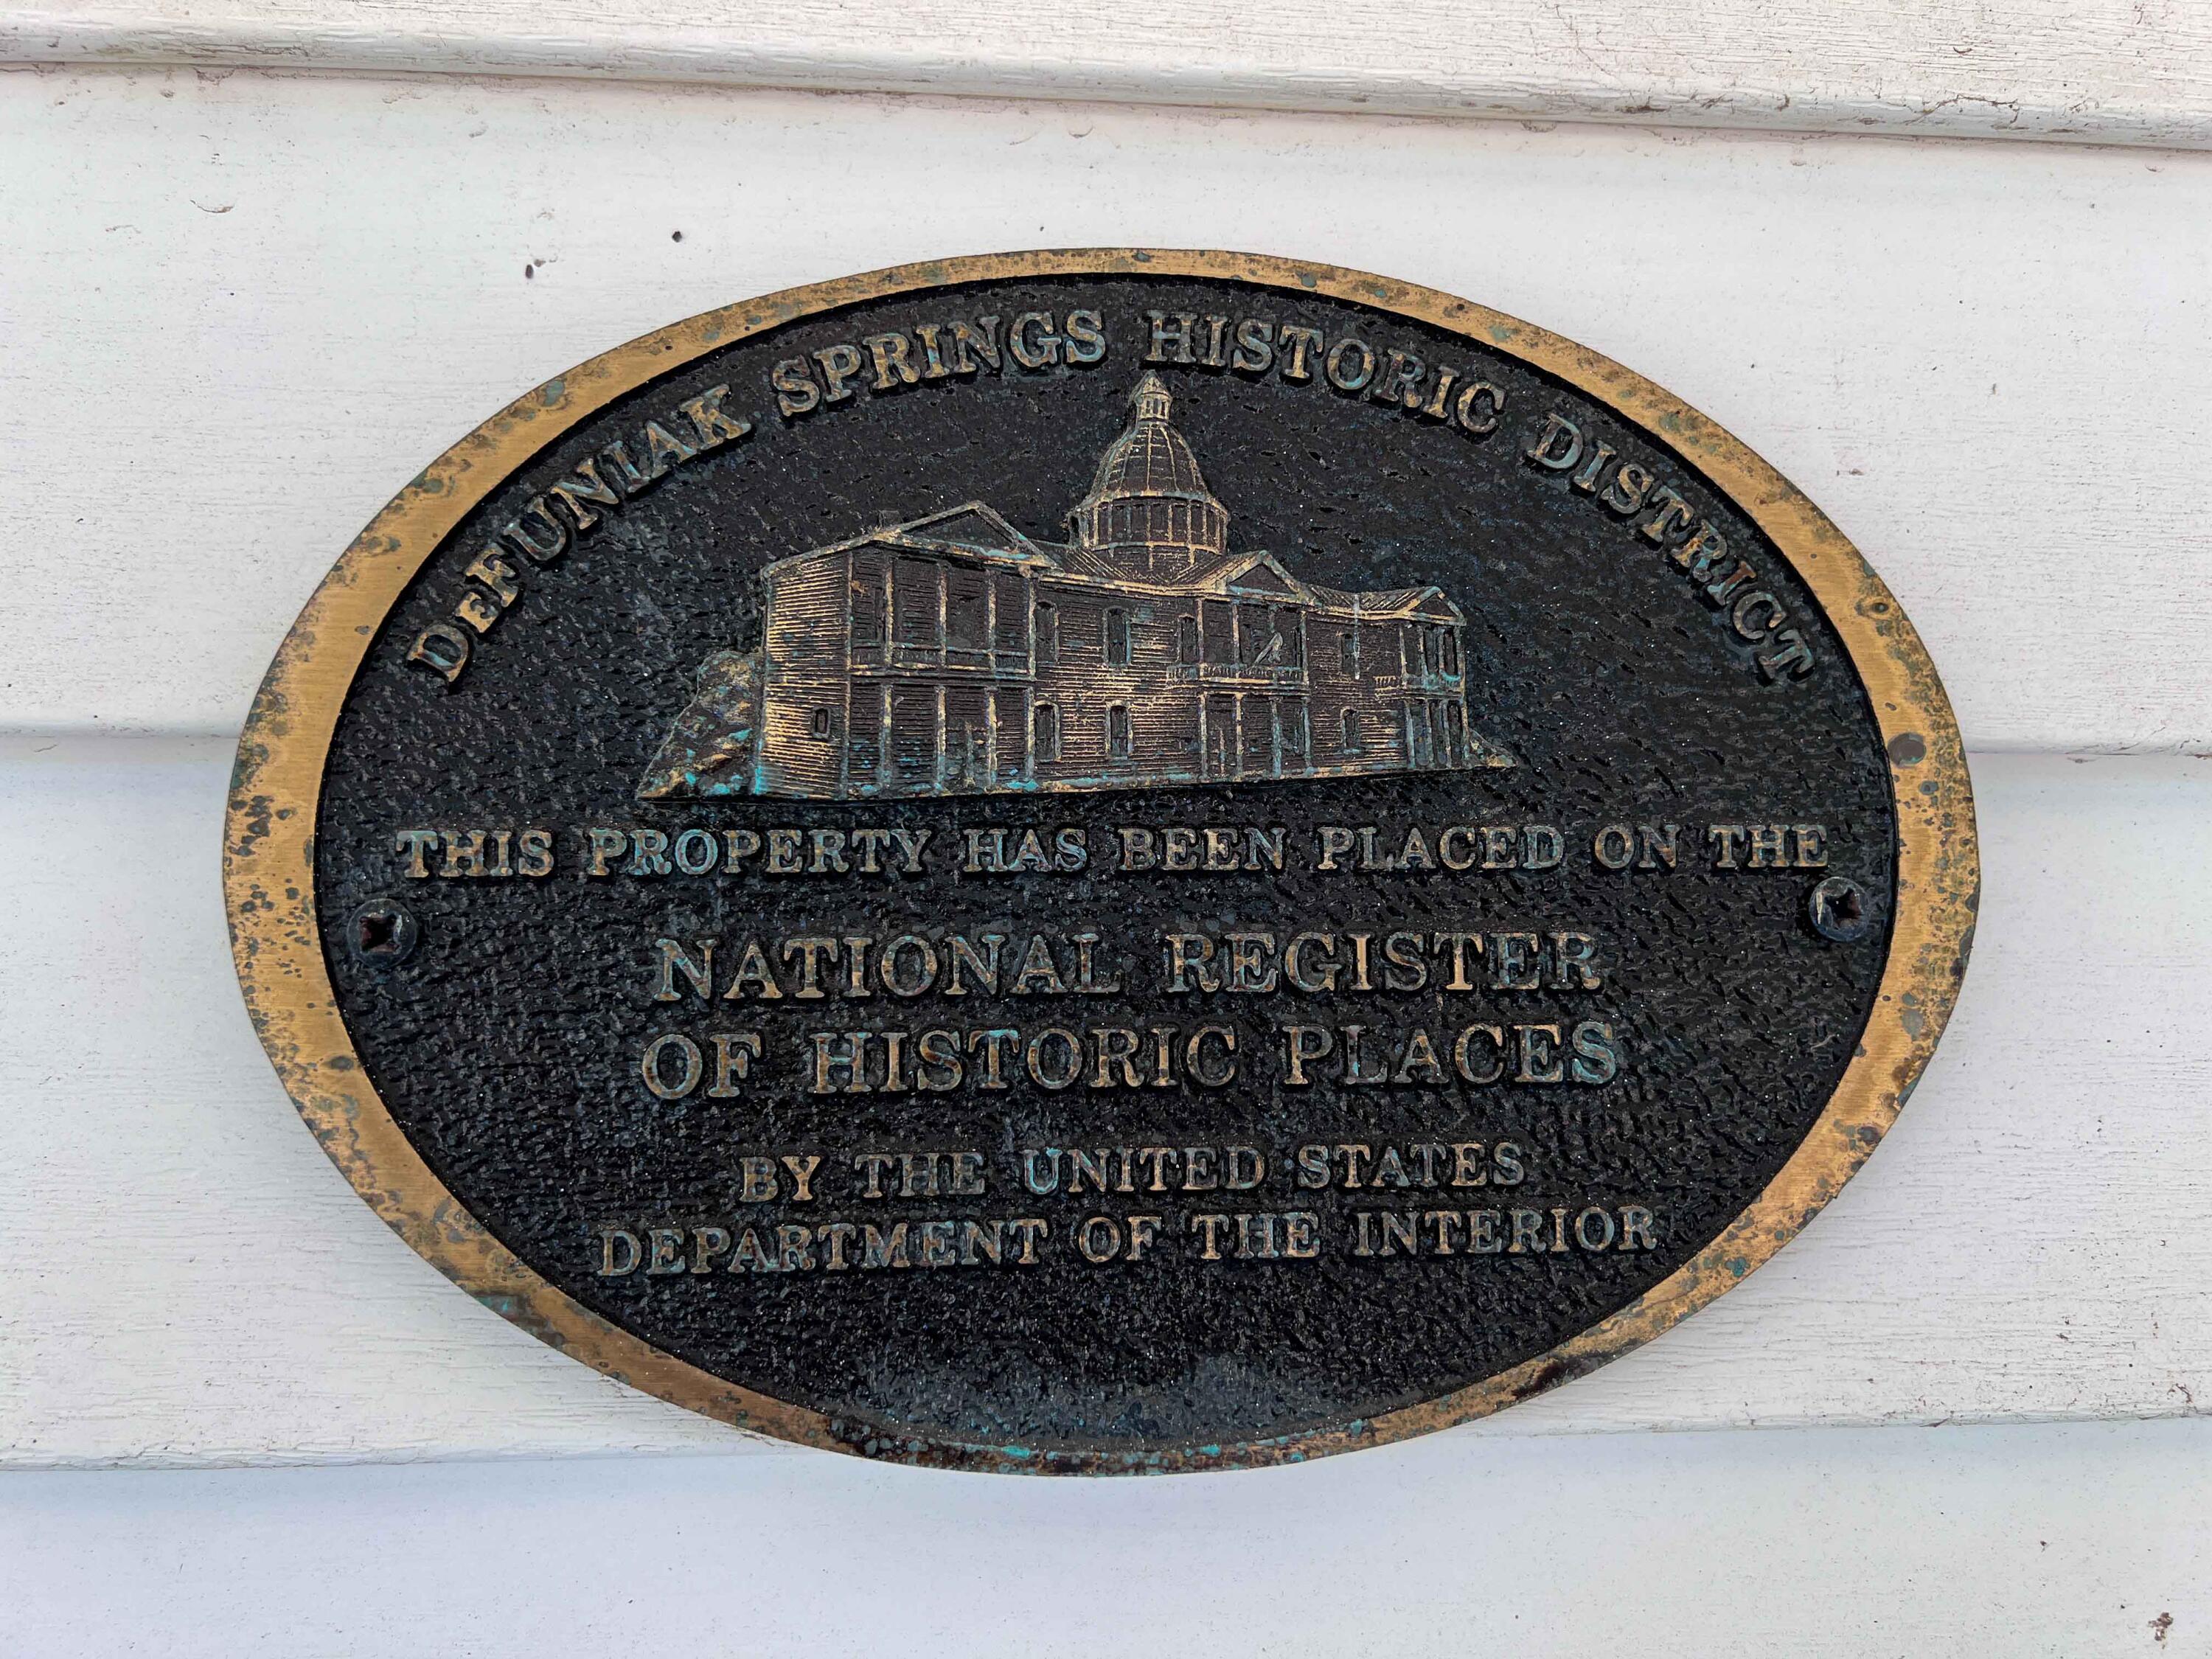 DeFUNIAK SPRINGS HISTORIC DISTRICT
THIS PROPERTY HAS BEEN PLACED ON THE
NATIONAL REGISTER
OF HISTORIC PLACES
BY THE UNITED STATES
DEPARTMENT OF THE INTERIOR